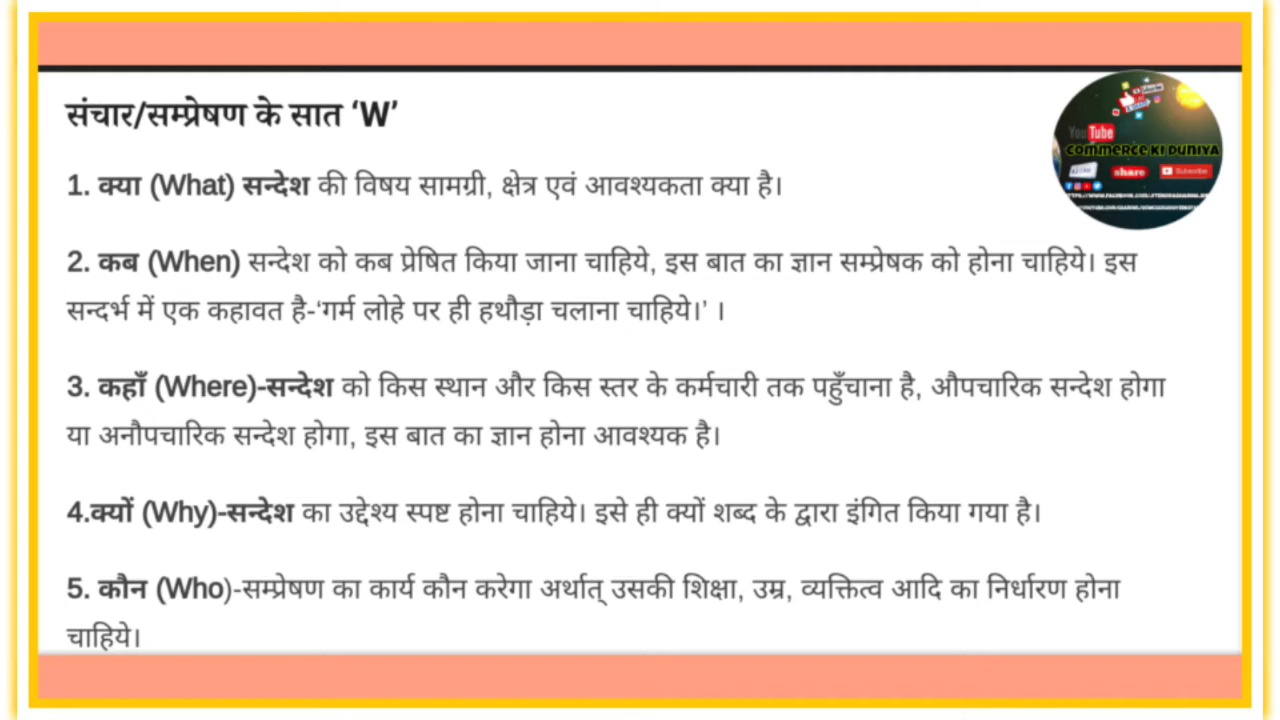 संचार/सम्प्रेषण के सात ‘W’
1. क्या (What) सन्देश की विषय सामग्री, क्षेत्र एवं आवश्यकता क्या है।
2. कब (When) सन्देश को कब प्रेषित किया जाना चाहिये, इस बात का ज्ञान सम्प्रेषक को होना चाहिये। इस
सन्दर्भ में एक कहावत है-‘गर्म लोहे पर ही हथौड़ा चलाना चाहिये।’ ।
3. कहाँ (Where)-सन्देश को किस स्थान और किस स्तर के कर्मचारी तक पहुँचाना है, औपचारिक सन्देश होगा
या अनौपचारिक सन्देश होगा, इस बात का ज्ञान होना आवश्यक है।
4.क्यों (Why)-सन्देश का उद्देश्य स्पष्ट होना चाहिये। इसे ही क्यों शब्द के द्वारा इंगित किया गया है।
5. कौन (Who)-सम्प्रेषण का कार्य कौन करेगा अर्थात् उसकी शिक्षा, उम्र, व्यक्तित्व आदि का निर्धारण होना
चाहिये।
YouTube
COMMERCE KI DUNIYA
share
Subscribe